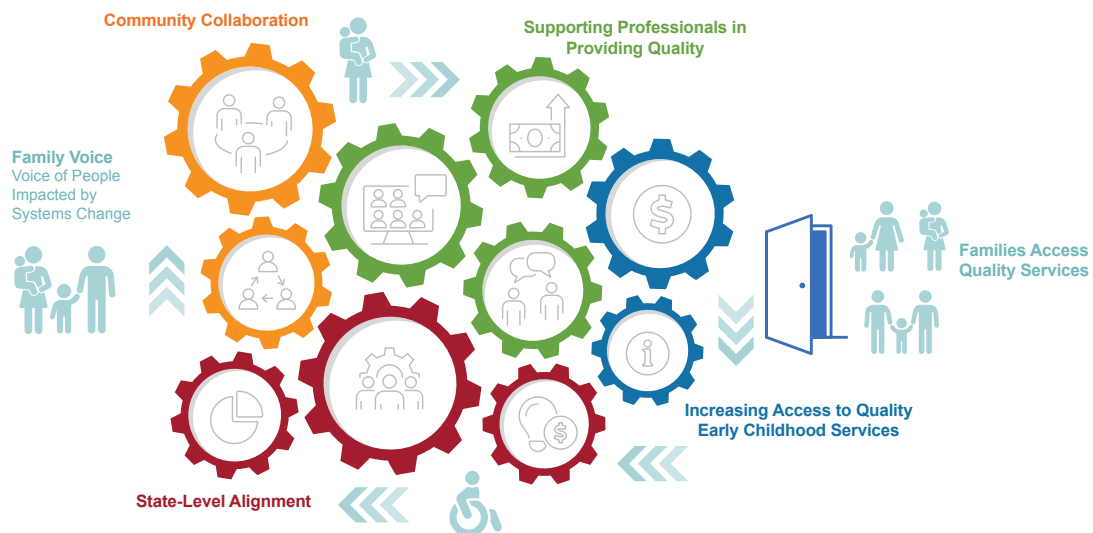 Community Collaboration
Supporting Professionals in
Providing Quality
Family Voice
Voice of People
Impacted by
Systems Change
$
Families Access
Quality Services
i
$
Increasing Access to Quality
Early Childhood Services
State-Level Alignment